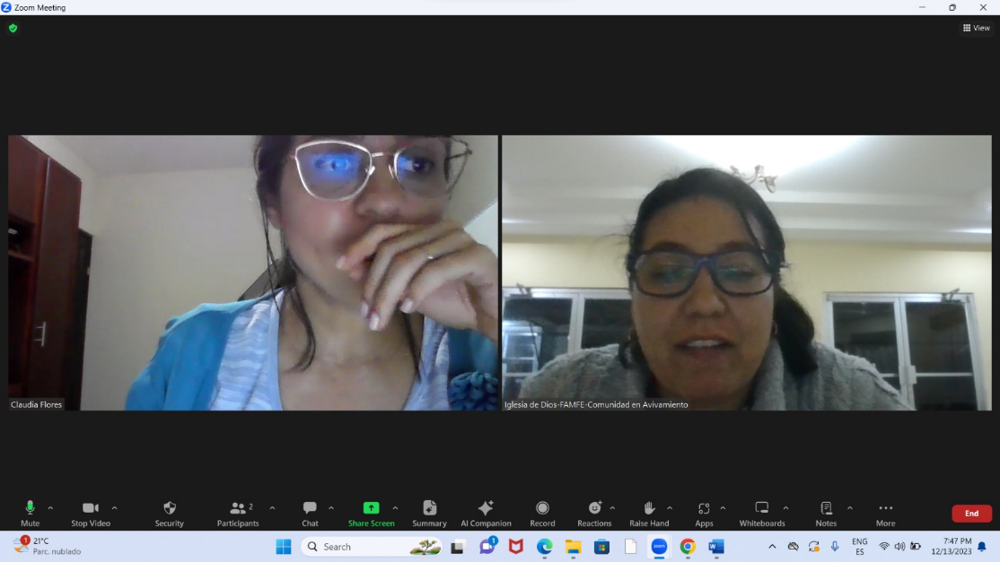 Zoom Meeting
View
Claudia Flores
Iglesia de Dios-FAMFE-Comunidad en Avivamiento
2
Mute
Stop Video
Security
Participants
Chat
Share Screen
Summary
AI Companion
Record
Reactions
Raise Hand
Apps
Whiteboards
Notes
More
End
1
21°C
Parc. nublado
Search
1
zoom
ENG
ES
7:47 PM
12/13/2023